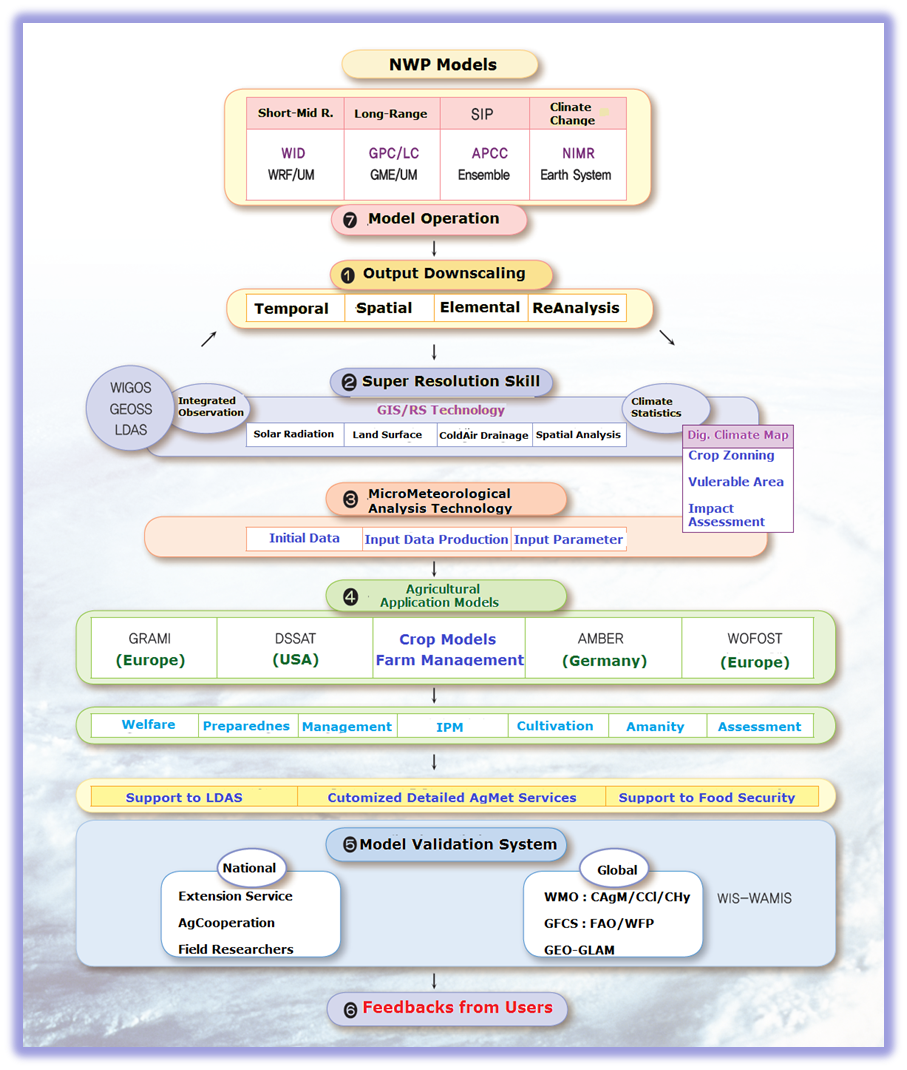 NWP Models
Short-Mid R. Long-Range SIP Climate Change
WID GPC/LC APCC NIMR
WRF/UM GME/UM Ensemble Earth System
7 Model Operation
1 Output Downscaling
Temporal Spatial Elemental ReAnalysis
2 Super Resolution Skill
WIGOS
GEOSS
LDAS
Integrated
Observation
GIS/RS Technology
Climate
Statistics
Solar Radiation Land Surface ColdAir Drainage Spatial Analysis
Dig. Climate Map
Crop Zonning
Vulerable Area
Impact
Assessment
3 MicroMeteorological
Analysis Technology
Initial Data Input Data Production Input Parameter
4 Agricultural
Application Models
GRAMI DSSAT Crop Models AMBER WOFOST
(Europe) (USA) Farm Management (Germany) (Europe)
Welfare Preparednes Management IPM Cultivation Amanity Assessment
Support to LDAS Cutomized Detailed AgMet Services Support to Food Security
5 Model Validation System
National
Extension Service
AgCooperation
Field Researchers
Global
WMO : CAgM/CCl/CHy
GFCS : FAO/WFP
GEO-GLAM
WIS-WAMIS
6 Feedbacks from Users